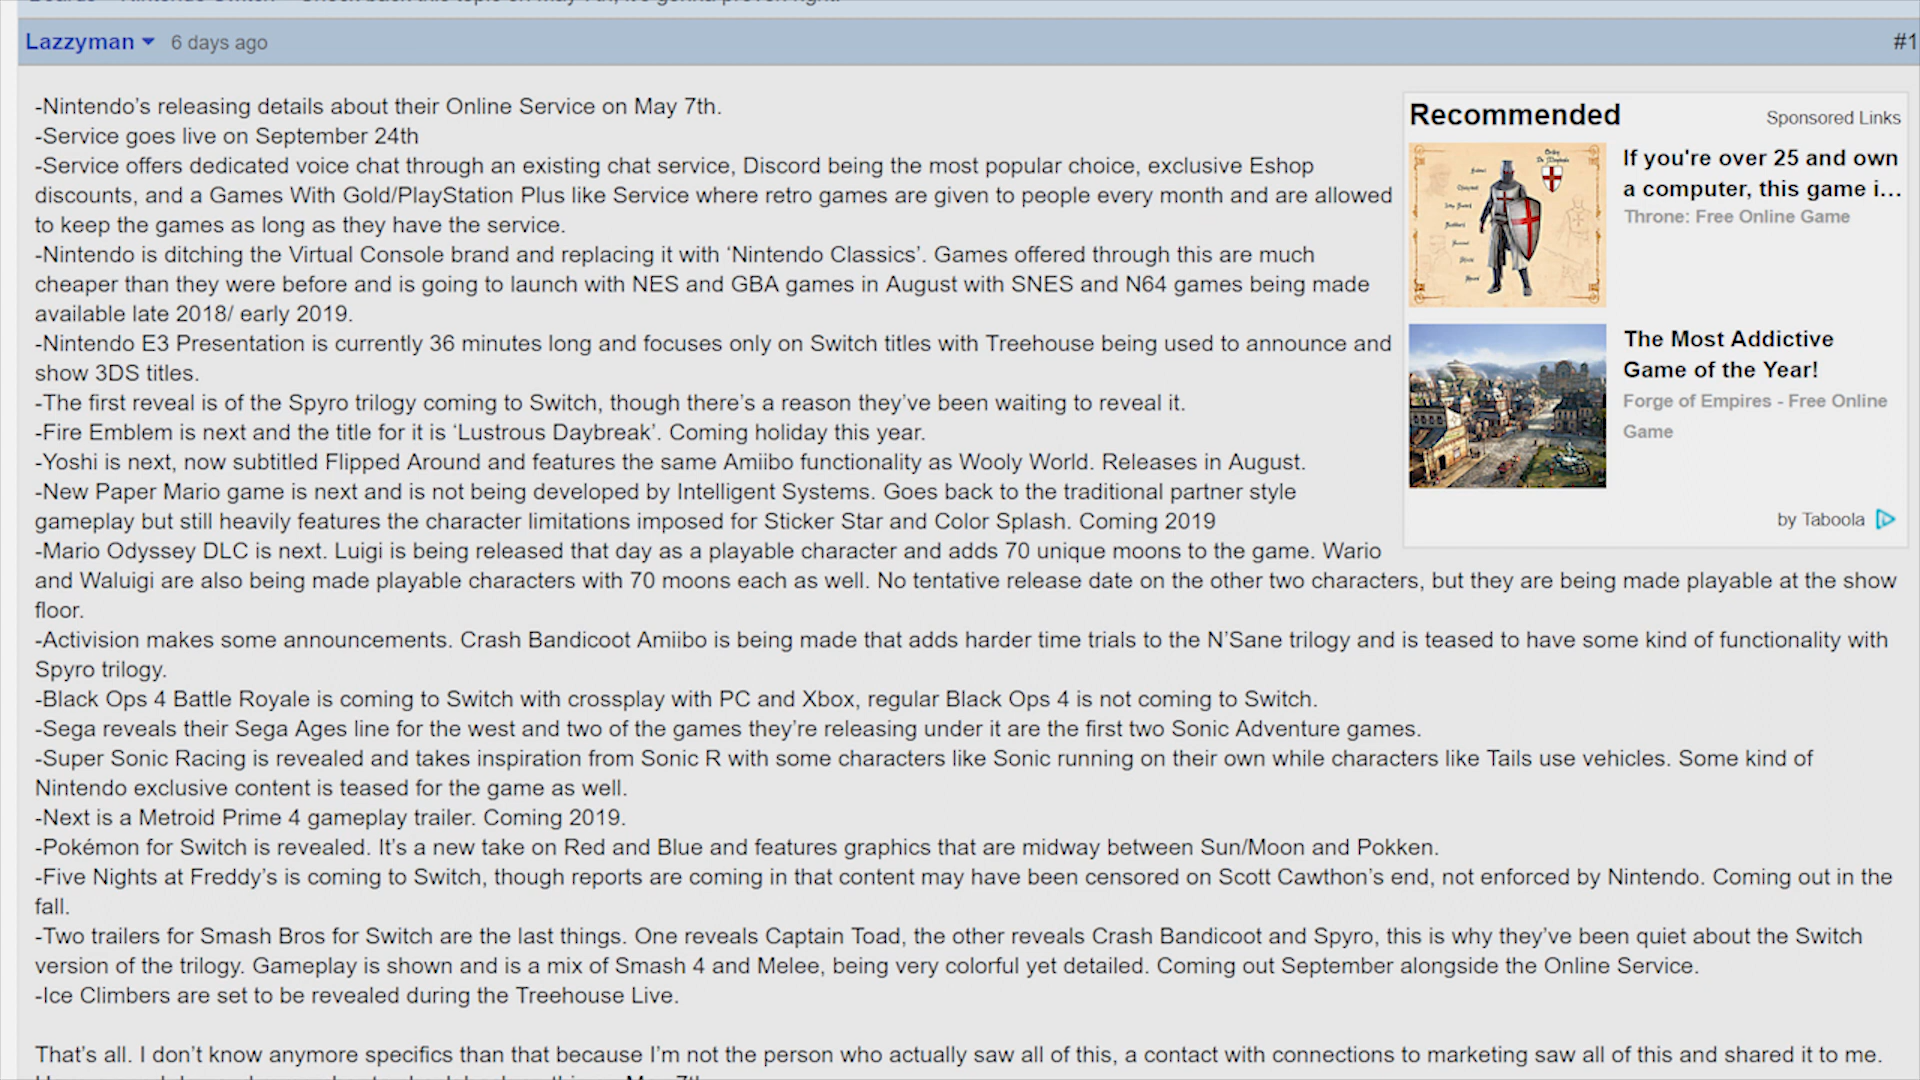 Lazzyman 6 days ago #1
-Nintendo’s releasing details about their Online Service on May 7th.
-Service goes live on September 24th
-Service offers dedicated voice chat through an existing chat service, Discord being the most popular choice, exclusive Eshop
discounts, and a Games With Gold/PlayStation Plus like Service where retro games are given to people every month and are allowed
to keep the games as long as they have the service.
-Nintendo is ditching the Virtual Console brand and replacing it with ‘Nintendo Classics’. Games offered through this are much
cheaper than they were before and is going to launch with NES and GBA games in August with SNES and N64 games being made
available late 2018/ early 2019.
-Nintendo E3 Presentation is currently 36 minutes long and focuses only on Switch titles with Treehouse being used to announce and
show 3DS titles.
-The first reveal is of the Spyro trilogy coming to Switch, though there’s a reason they’ve been waiting to reveal it.
-Fire Emblem is next and the title for it is ‘Lustrous Daybreak’. Coming holiday this year.
-Yoshi is next, now subtitled Flipped Around and features the same Amiibo functionality as Wooly World. Releases in August.
-New Paper Mario game is next and is not being developed by Intelligent Systems. Goes back to the traditional partner style
gameplay but still heavily features the character limitations imposed for Sticker Star and Color Splash. Coming 2019
-Mario Odyssey DLC is next. Luigi is being released that day as a playable character and adds 70 unique moons to the game. Wario
and Waluigi are also being made playable characters with 70 moons each as well. No tentative release date on the other two characters, but they are being made playable at the show
floor.
-Activision makes some announcements. Crash Bandicoot Amiibo is being made that adds harder time trials to the N’Sane trilogy and is teased to have some kind of functionality with
Spyro trilogy.
-Black Ops 4 Battle Royale is coming to Switch with crossplay with PC and Xbox, regular Black Ops 4 is not coming to Switch.
-Sega reveals their Sega Ages line for the west and two of the games they’re releasing under it are the first two Sonic Adventure games.
-Super Sonic Racing is revealed and takes inspiration from Sonic R with some characters like Sonic running on their own while characters like Tails use vehicles. Some kind of
Nintendo exclusive content is teased for the game as well.
-Next is a Metroid Prime 4 gameplay trailer. Coming 2019.
-Pokémon for Switch is revealed. It’s a new take on Red and Blue and features graphics that are midway between Sun/Moon and Pokken.
-Five Nights at Freddy’s is coming to Switch, though reports are coming in that content may have been censored on Scott Cawthon’s end, not enforced by Nintendo. Coming out in the
fall.
-Two trailers for Smash Bros for Switch are the last things. One reveals Captain Toad, the other reveals Crash Bandicoot and Spyro, this is why they’ve been quiet about the Switch
version of the trilogy. Gameplay is shown and is a mix of Smash 4 and Melee, being very colorful yet detailed. Coming out September alongside the Online Service.
-Ice Climbers are set to be revealed during the Treehouse Live.
That’s all. I don’t know anymore specifics than that because I’m not the person who actually saw all of this, a contact with connections to marketing saw all of this and shared it to me.
Recommended Sponsored Links
If you're over 25 and own
a computer, this game i...
Throne: Free Online Game
The Most Addictive
Game of the Year!
Forge of Empires - Free Online
Game
by Taboola